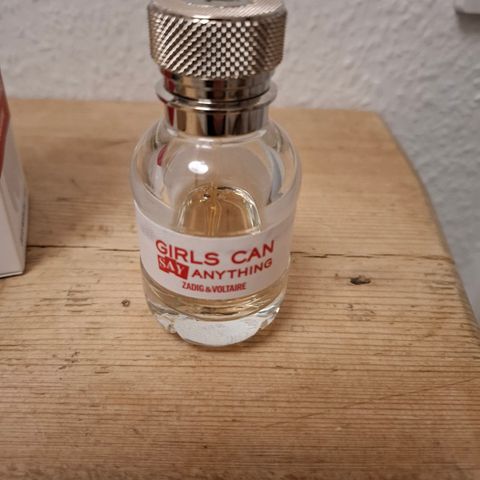 GIRLS CAN
SAY ANYTHING
ZADIG & VOLTAIRE